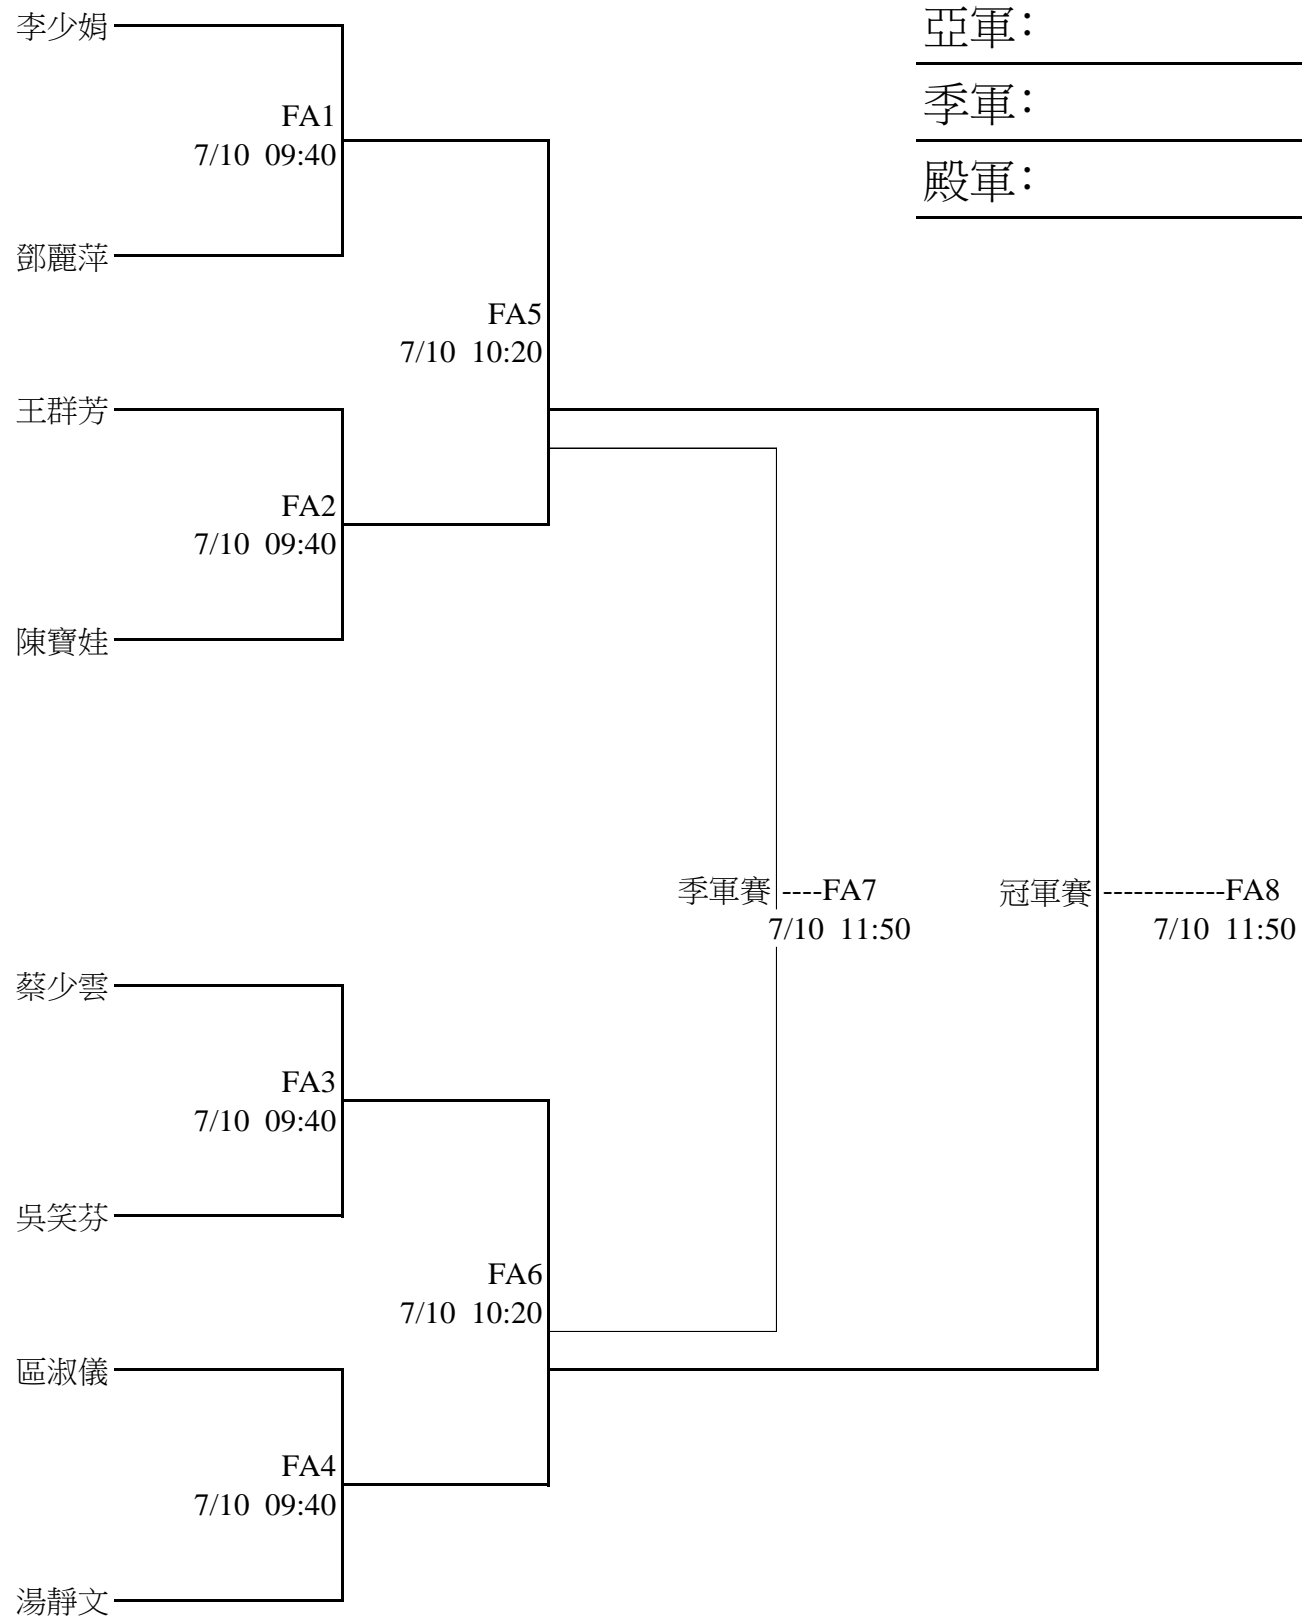 李少娟
亞軍：
季軍：
殿軍：
FA1
7/10 09:40
鄧麗萍
FA5
7/10 10:20
王群芳
FA2
7/10 09:40
陳寶娃
季軍賽 ----FA7
7/10 11:50
冠軍賽 ------------FA8
7/10 11:50
蔡少雲
FA3
7/10 09:40
吳笑芬
FA6
7/10 10:20
區淑儀
FA4
7/10 09:40
湯靜文